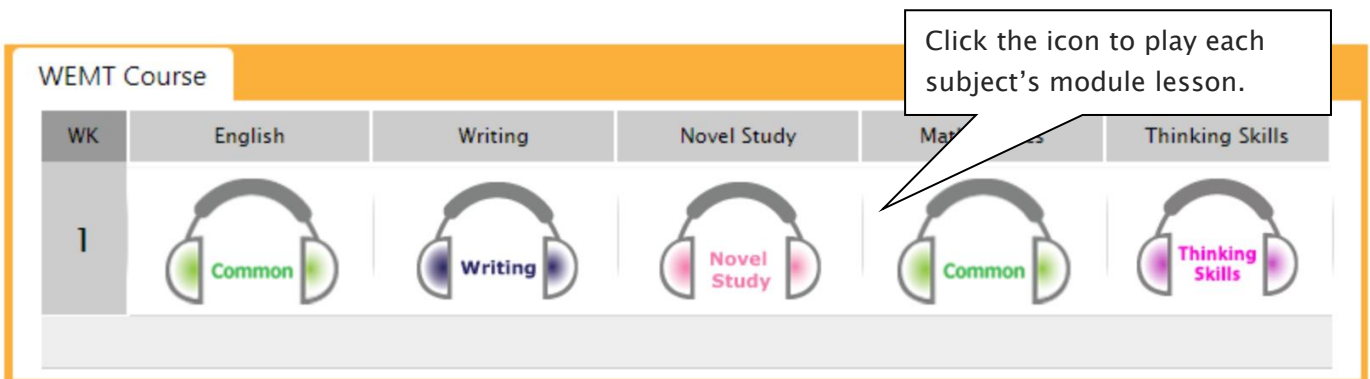 Click the icon to play each
subject's module lesson.
WEMT Course
WK English Writing Novel Study Thinking Skills
1
Common
Writing
Novel
Study
Common
Thinking
Skills